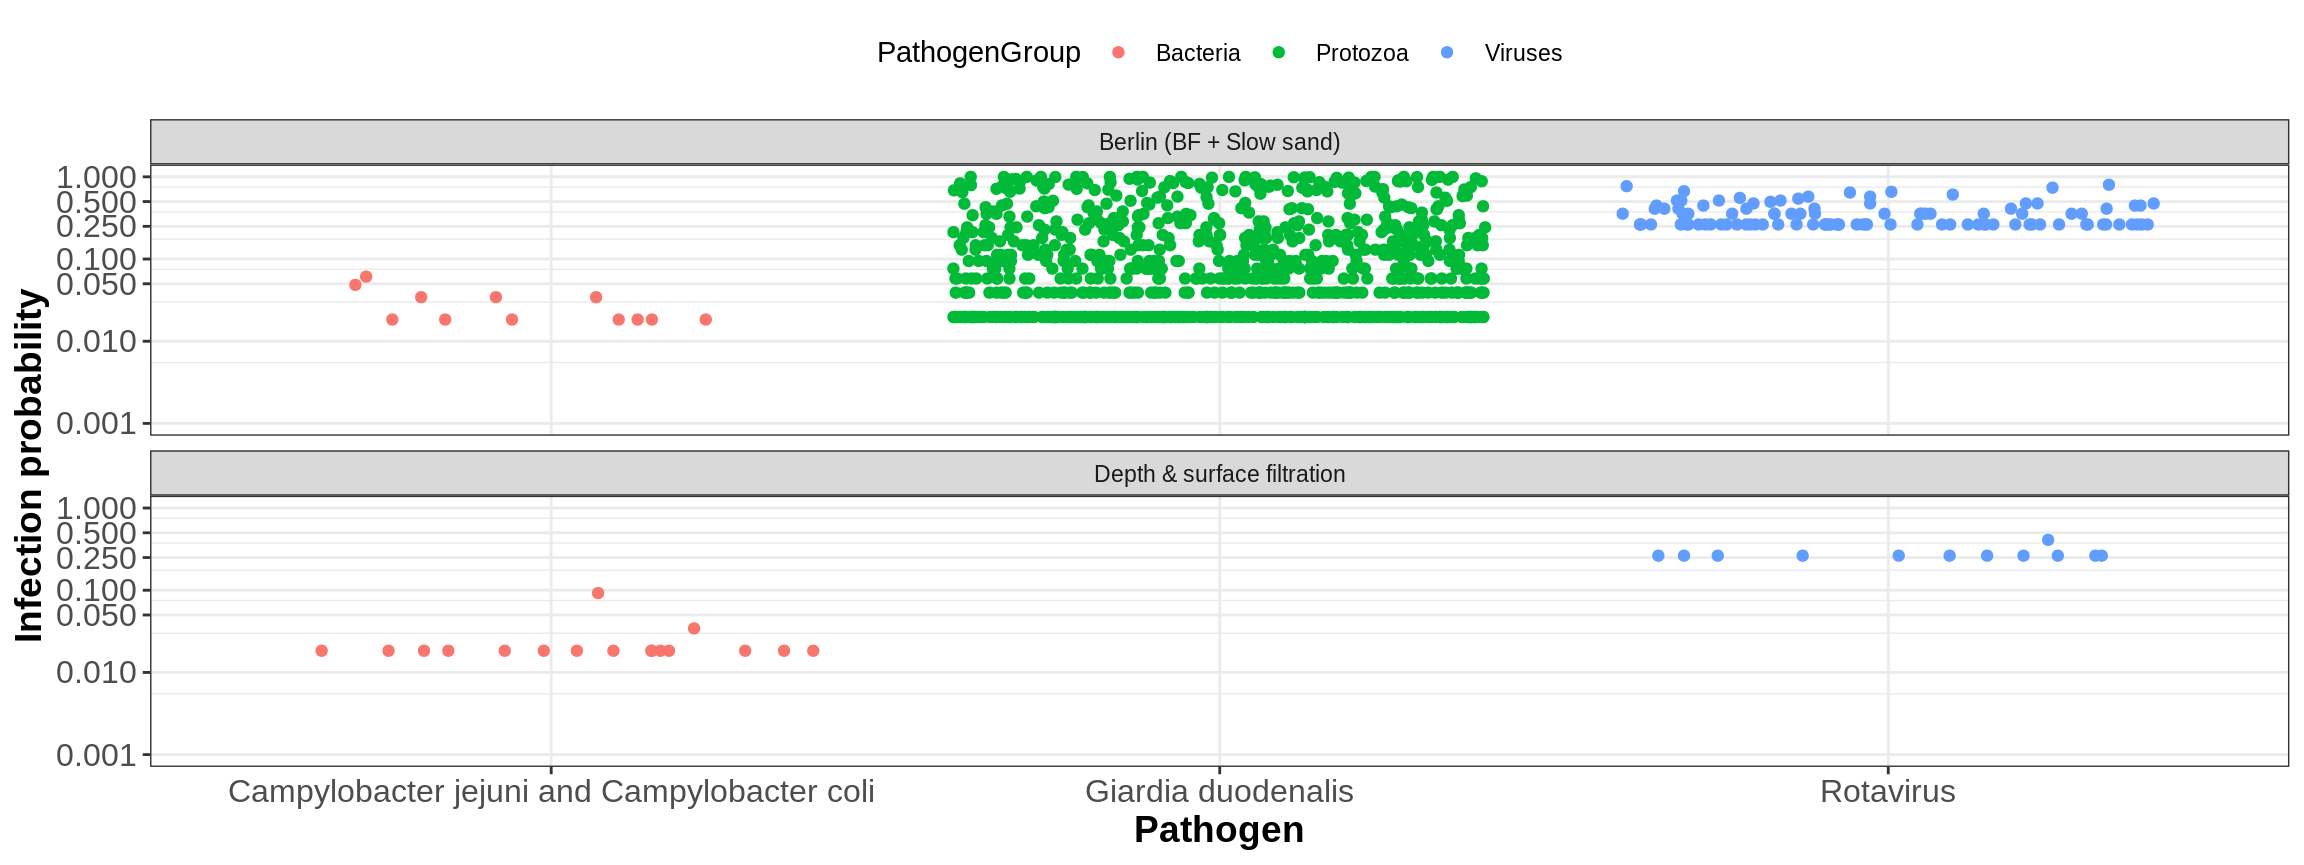 PathogenGroup Bacteria Protozoa Viruses
Berlin (BF + Slow sand)
1.000
0.500
0.250
0.100
0.050
0.010
0.001
Infection probability
Depth & surface filtration
1.000
0.500
0.250
0.100
0.050
0.010
0.001
Campylobacter jejuni and Campylobacter coli Giardia duodenalis Rotavirus
Pathogen